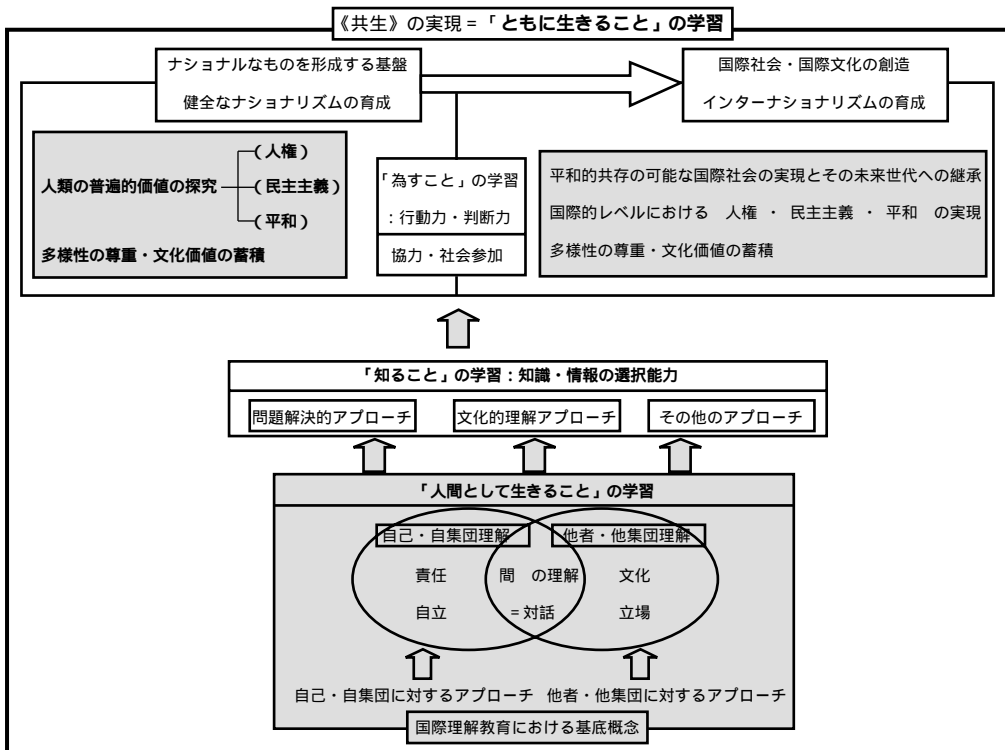 《共生》の実現 = 「ともに生きること」の学習
ナショナルなものを形成する基盤
健全なナショナリズムの育成
国際社会・国際文化の創造
インターナショナリズムの育成
人類の普遍的価値の探究
(人権)
(民主主義)
(平和)
多様性の尊重・文化価値の蓄積
「為すこと」の学習
:行動力・判断力
協力・社会参加
平和的共存の可能な国際社会の実現とその未来世代への継承
国際的レベルにおける 人権 ・ 民主主義 ・ 平和 の実現
多様性の尊重・文化価値の蓄積
「知ること」の学習:知識・情報の選択能力
問題解決的アプローチ
文化的理解アプローチ
その他のアプローチ
「人間として生きること」の学習
自己・自集団理解
他者・他集団理解
責任
間 の理解
文化
自立
= 対話
立場
自己・自集団に対するアプローチ
他者・他集団に対するアプローチ
国際理解教育における基底概念